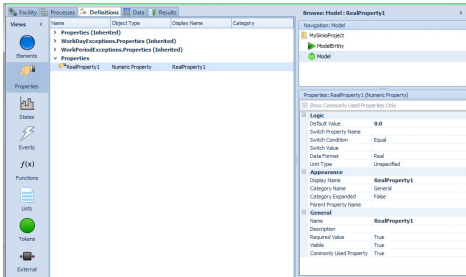 Facility Processes Definitions Data Results
Views <
Elements
Properties
States
Events
f(x)
Functions
Lists
Tokens
External
Name Object Type Display Name Category
> Properties (Inherited)
> WorkDayExceptions.Properties (Inherited)
> WorkPeriodExceptions.Properties (Inherited)
Properties
RealProperty1 Numeric Property RealProperty1
Browse: Model : RealProperty1 >
Navigation: Model
MySimioProject
ModelEntity
Model
Properties: RealProperty1 (Numeric Property)
Show Commonly Used Properties Only
Logic
Default Value 0.0
Switch Property Name
Switch Condition Equal
Switch Value
Data Format Real
Unit Type Unspecified
Appearance
Display Name RealProperty1
Category Name General
Category Expanded False
Parent Property Name
General
Name RealProperty1
Description
Required Value True
Visible True
Commonly Used Property True